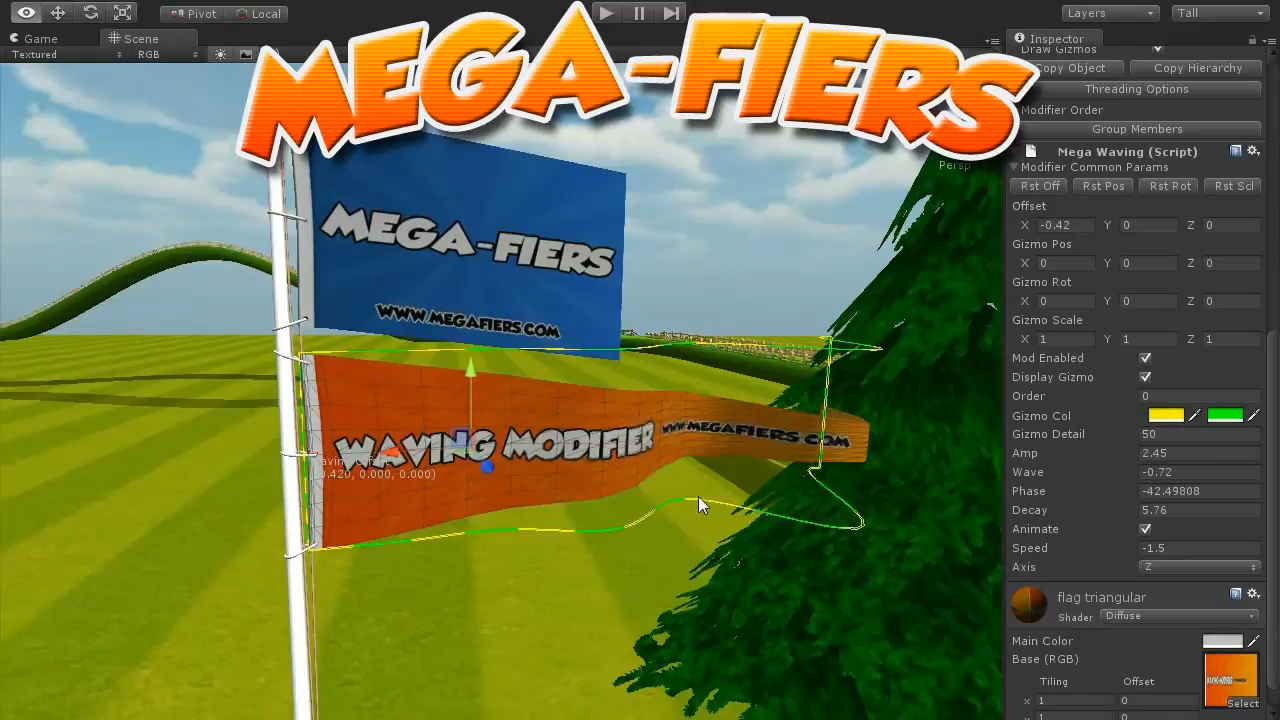 Pivot Local
Layers Tall
Game Scene
Textured RGB
MEGA-FIERS
Persp
MEGA-FIERS
WWW.MEGAFIERS.COM
WAVING MODIFIER WWW.MEGAFIERS.COM
0.420, 0.000, 0.000)
Inspector
Draw Gizmos
Copy Object Copy Hierarchy
Threading Options
Modifier Order
Group Members
Mega Waving (Script)
Modifier Common Params
Rst Off Rst Pos Rst Rot Rst Scl
Offset
X -0.42 Y 0 Z 0
Gizmo Pos
X 0 Y 0 Z 0
Gizmo Rot
X 0 Y 0 Z 0
Gizmo Scale
X 1 Y 1 Z 1
Mod Enabled
Display Gizmo
Order 0
Gizmo Col
Gizmo Detail 50
Amp 2.45
Wave -0.72
Phase -42.49808
Decay 5.76
Animate
Speed -1.5
Axis Z
flag triangular
Shader Diffuse
Main Color
Base (RGB)
Tiling Offset
x 1 0
Select